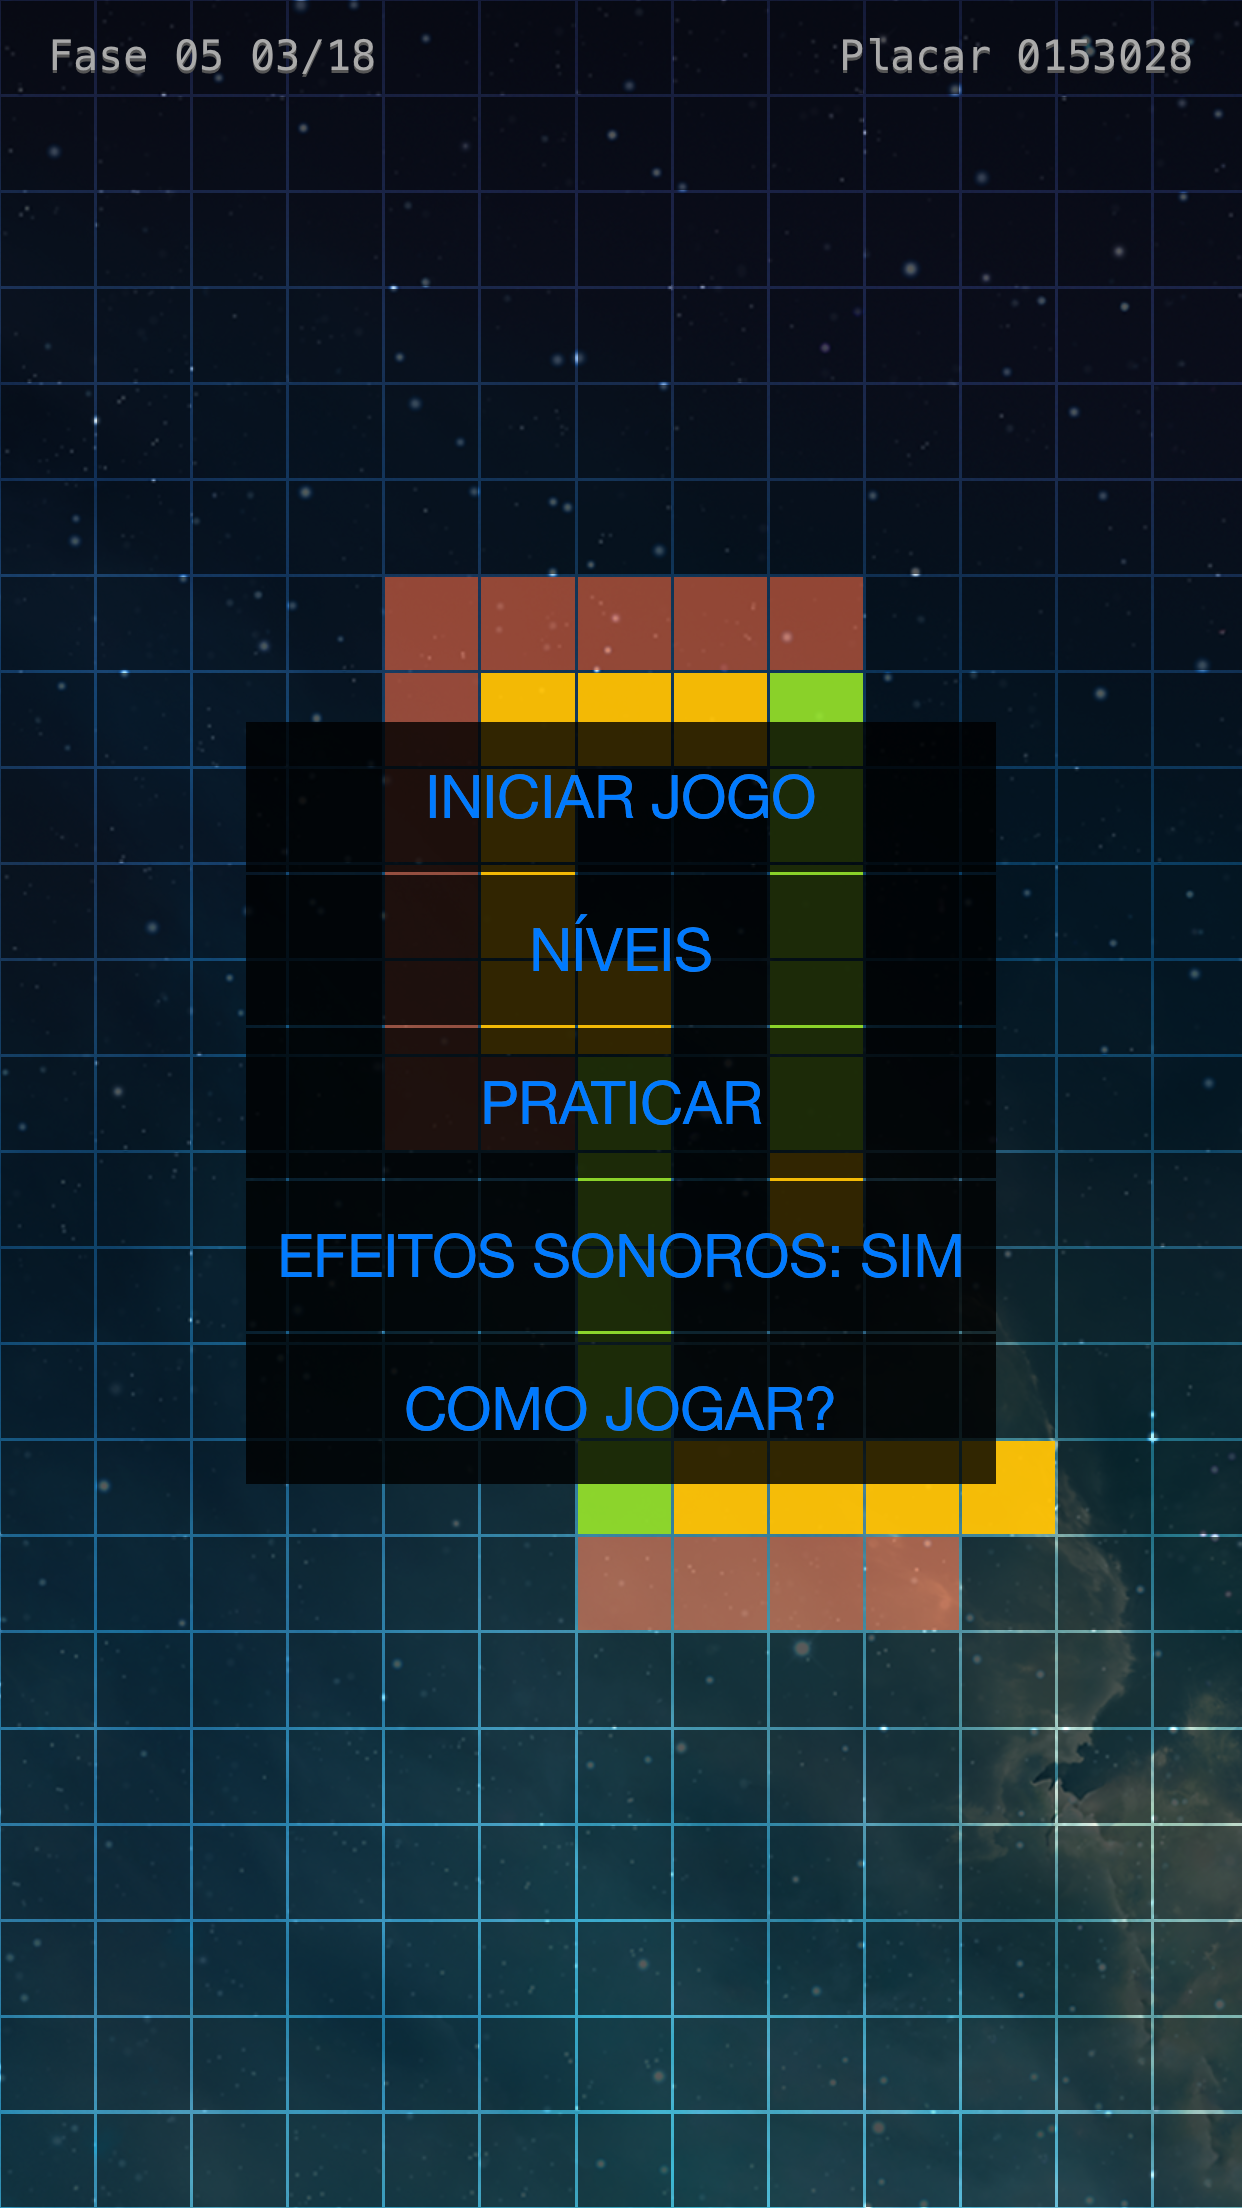 Fase 05 03/18
Placar 0153028
INICIAR JOGO
NÍVEIS
PRATICAR
EFEITOS SONOROS: SIM
COMO JOGAR?